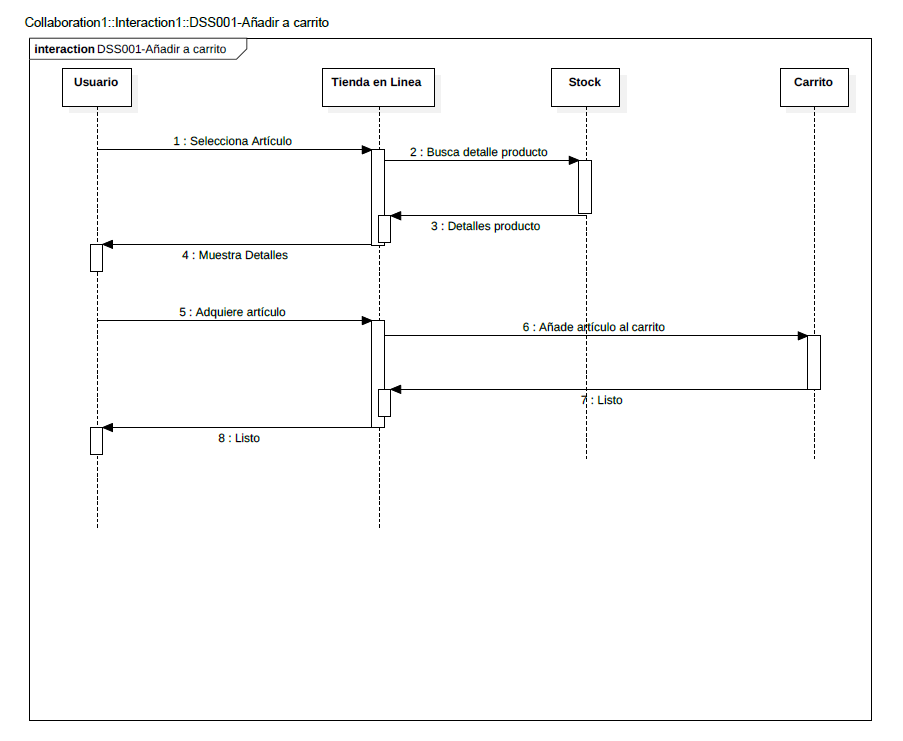 Collaboration1::Interaction1::DSS001-Añadir a carrito
interaction DSS001-Añadir a carrito
Usuario
Tienda en Linea
Stock
Carrito
1 : Selecciona Artículo
2 : Busca detalle producto
3 : Detalles producto
4 : Muestra Detalles
5 : Adquiere artículo
6 : Añade artículo al carrito
7 : Listo
8 : Listo